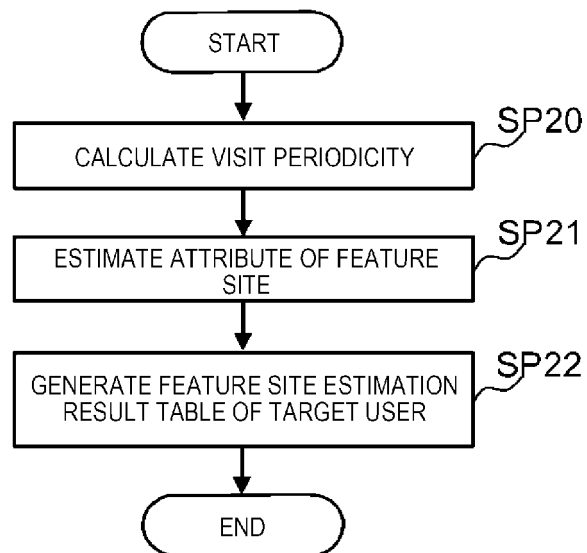 START
SP20
CALCULATE VISIT PERIODICITY
SP21
ESTIMATE ATTRIBUTE OF FEATURE
SITE
SP22
GENERATE FEATURE SITE ESTIMATION
RESULT TABLE OF TARGET USER
END